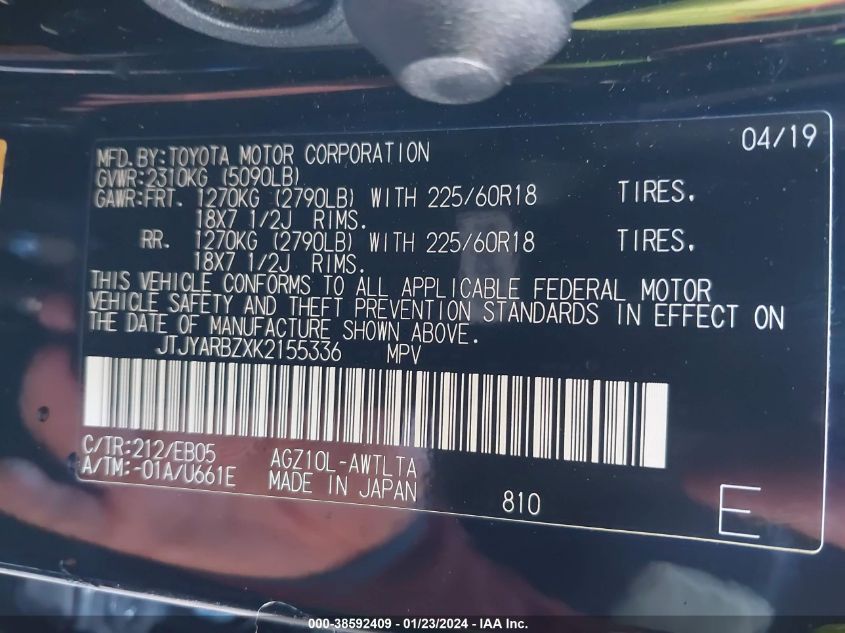 04/19
MFD. BY:TOYOTA MOTOR CORPORATION
GVWR:2310KG (5090LB)
GAWR:FRT. 1270KG (2790LB) WITH 225/60R18 TIRES.
18X7 1/2J RIMS.
RR. 1270KG (2790LB) WITH 225/60R18 TIRES.
18X7 1/2J RIMS.
THIS VEHICLE CONFORMS TO ALL APPLICABLE FEDERAL MOTOR
VEHICLE SAFETY AND THEFT PREVENTION STANDARDS IN EFFECT ON
THE DATE OF MANUFACTURE SHOWN ABOVE.
JTJYARBZXK2155336 MPV
C/TR:212/EB05 AGZ10L-AWTLTA
A/TM:-01A/U661E MADE IN JAPAN
810
E
000-38592409 - 01/23/2024 - IAA Inc.